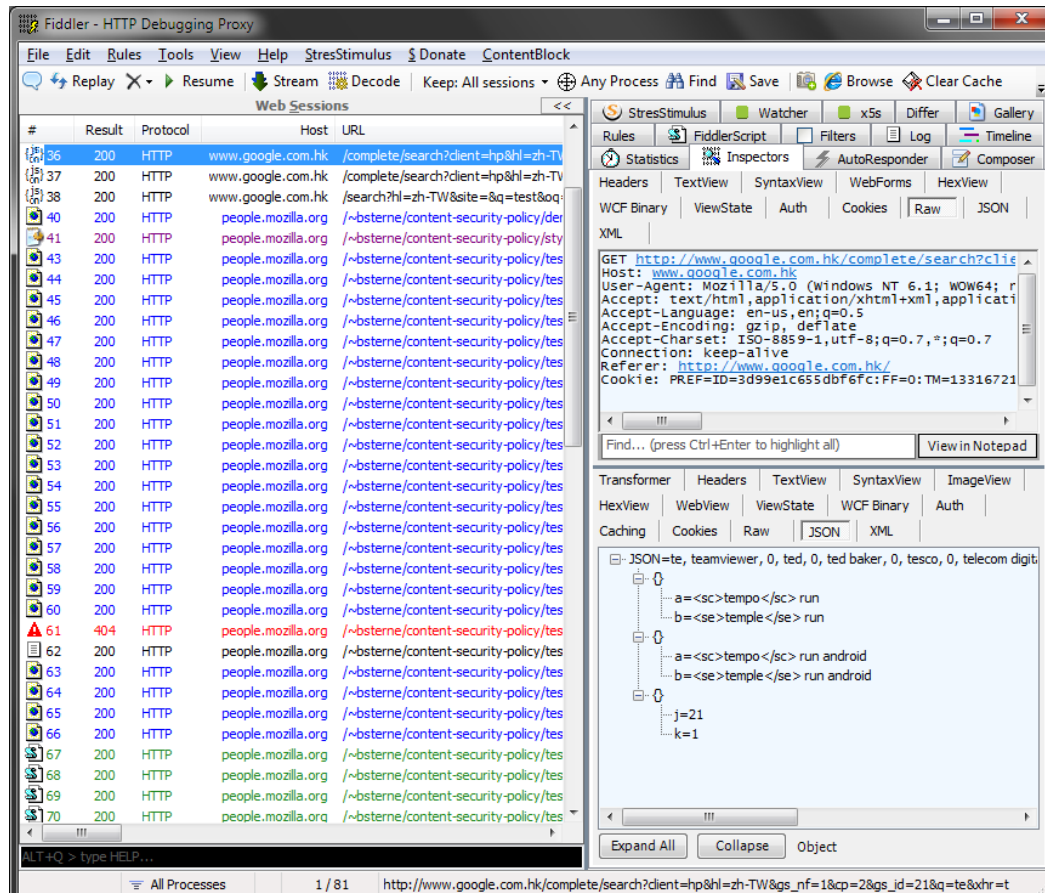 Fiddler - HTTP Debugging Proxy
File Edit Rules Tools View Help StresStimulus $ Donate ContentBlock
Replay Resume Stream Decode Keep: All sessions Any Process Find Save Browse Clear Cache
Web Sessions <<
# Result Protocol Host URL
36 200 HTTP www.google.com.hk /complete/search?client=hp&hl=zh-TW
37 200 HTTP www.google.com.hk /complete/search?client=hp&hl=zh-TW
38 200 HTTP www.google.com.hk /search?hl=zh-TW&site=&q=test&oq=
40 200 HTTP people.mozilla.org /~bsterne/content-security-policy/der
41 200 HTTP people.mozilla.org /~bsterne/content-security-policy/sty
43 200 HTTP people.mozilla.org /~bsterne/content-security-policy/tes
44 200 HTTP people.mozilla.org /~bsterne/content-security-policy/tes
45 200 HTTP people.mozilla.org /~bsterne/content-security-policy/tes
46 200 HTTP people.mozilla.org /~bsterne/content-security-policy/tes
47 200 HTTP people.mozilla.org /~bsterne/content-security-policy/tes
48 200 HTTP people.mozilla.org /~bsterne/content-security-policy/tes
49 200 HTTP people.mozilla.org /~bsterne/content-security-policy/tes
50 200 HTTP people.mozilla.org /~bsterne/content-security-policy/tes
51 200 HTTP people.mozilla.org /~bsterne/content-security-policy/tes
52 200 HTTP people.mozilla.org /~bsterne/content-security-policy/tes
53 200 HTTP people.mozilla.org /~bsterne/content-security-policy/tes
54 200 HTTP people.mozilla.org /~bsterne/content-security-policy/tes
55 200 HTTP people.mozilla.org /~bsterne/content-security-policy/tes
56 200 HTTP people.mozilla.org /~bsterne/content-security-policy/tes
57 200 HTTP people.mozilla.org /~bsterne/content-security-policy/tes
58 200 HTTP people.mozilla.org /~bsterne/content-security-policy/tes
59 200 HTTP people.mozilla.org /~bsterne/content-security-policy/tes
60 200 HTTP people.mozilla.org /~bsterne/content-security-policy/tes
61 404 HTTP people.mozilla.org /~bsterne/content-security-policy/tes
62 200 HTTP people.mozilla.org /~bsterne/content-security-policy/tes
63 200 HTTP people.mozilla.org /~bsterne/content-security-policy/tes
64 200 HTTP people.mozilla.org /~bsterne/content-security-policy/tes
65 200 HTTP people.mozilla.org /~bsterne/content-security-policy/tes
66 200 HTTP people.mozilla.org /~bsterne/content-security-policy/tes
67 200 HTTP people.mozilla.org /~bsterne/content-security-policy/tes
68 200 HTTP people.mozilla.org /~bsterne/content-security-policy/tes
69 200 HTTP people.mozilla.org /~bsterne/content-security-policy/tes
70 200 HTTP people.mozilla.org /~bsterne/content-security-policy/tes
ALT+Q > type HELP...
StresStimulus Watcher x5s Differ Gallery
Rules FiddlerScript Filters Log Timeline
Statistics Inspectors AutoResponder Composer
Headers TextView SyntaxView WebForms HexView
WCF Binary ViewState Auth Cookies Raw JSON
XML
GET http://www.google.com.hk/complete/search?clie
Host: www.google.com.hk
User-Agent: Mozilla/5.0 (Windows NT 6.1; WOW64; r
Accept: text/html,application/xhtml+xml,applicati
Accept-Language: en-us,en;q=0.5
Accept-Encoding: gzip, deflate
Accept-Charset: ISO-8859-1,utf-8;q=0.7,*;q=0.7
Connection: keep-alive
Referer: http://www.google.com.hk/
Cookie: PREF=ID=3d99e1c655dbf6fc:FF=0:TM=13316721
Find... (press Ctrl+Enter to highlight all) View in Notepad
Transformer Headers TextView SyntaxView ImageView
HexView WebView ViewState WCF Binary Auth
Caching Cookies Raw JSON XML
JSON=te, teamviewer, 0, ted, 0, ted baker, 0, tesco, 0, telecom digita
{}
a=<sc>tempo</sc> run
b=<se>temple</se> run
{}
a=<sc>tempo</sc> run android
b=<se>temple</se> run android
{}
j=21
k=1
Expand All Collapse Object
All Processes 1 / 81 http://www.google.com.hk/complete/search?client=hp&hl=zh-TW&gs_nf=1&cp=2&gs_id=21&q=te&xhr=t